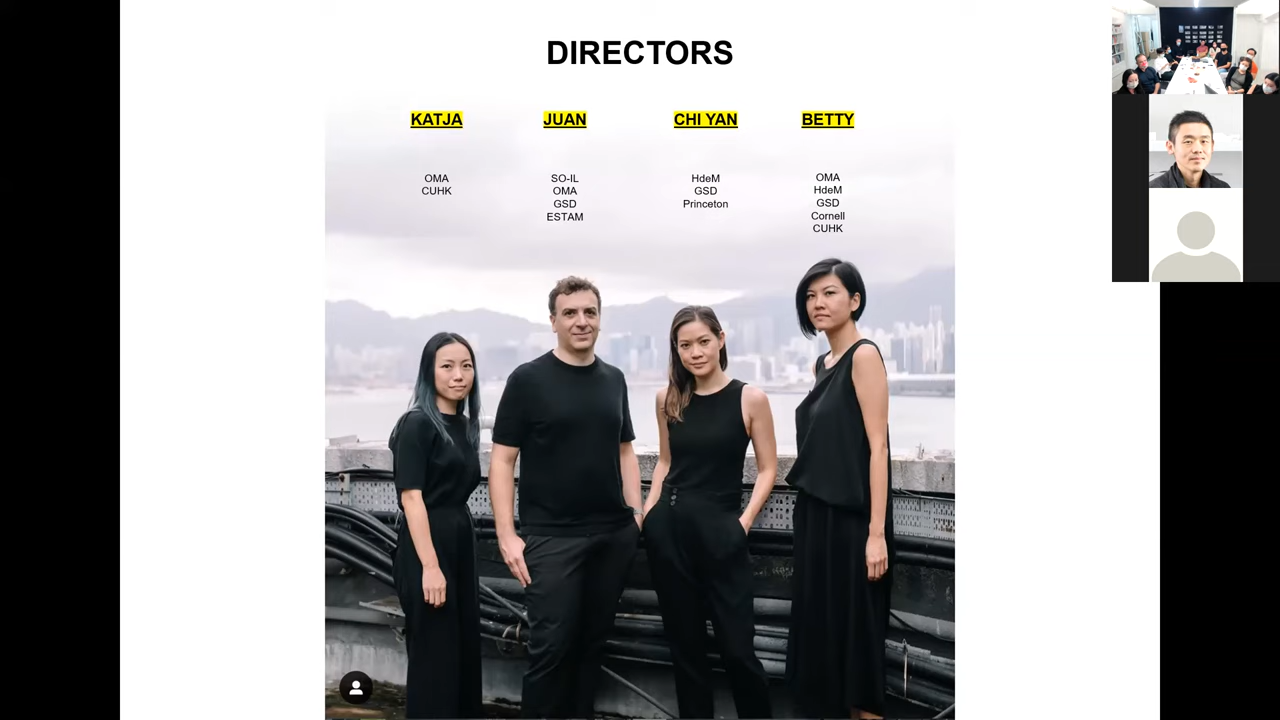 DIRECTORS
KATJA
OMA
CUHK
JUAN
SO-IL
OMA
GSD
ESTAM
CHI YAN
HdeM
GSD
Princeton
BETTY
OMA
HdeM
GSD
Cornell
CUHK